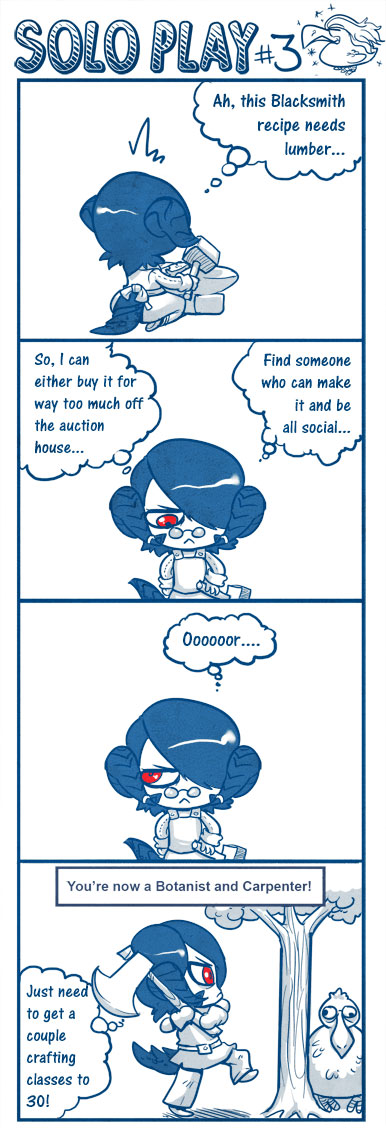 SOLO PLAY #3
Ah, this Blacksmith
recipe needs
lumber...
So, I can
either buy it for
way too much off
the auction
house...
Find someone
who can make
it and be
all social...
Oooooor....
You're now a Botanist and Carpenter!
Just need
to get a
couple
crafting
classes to
30!